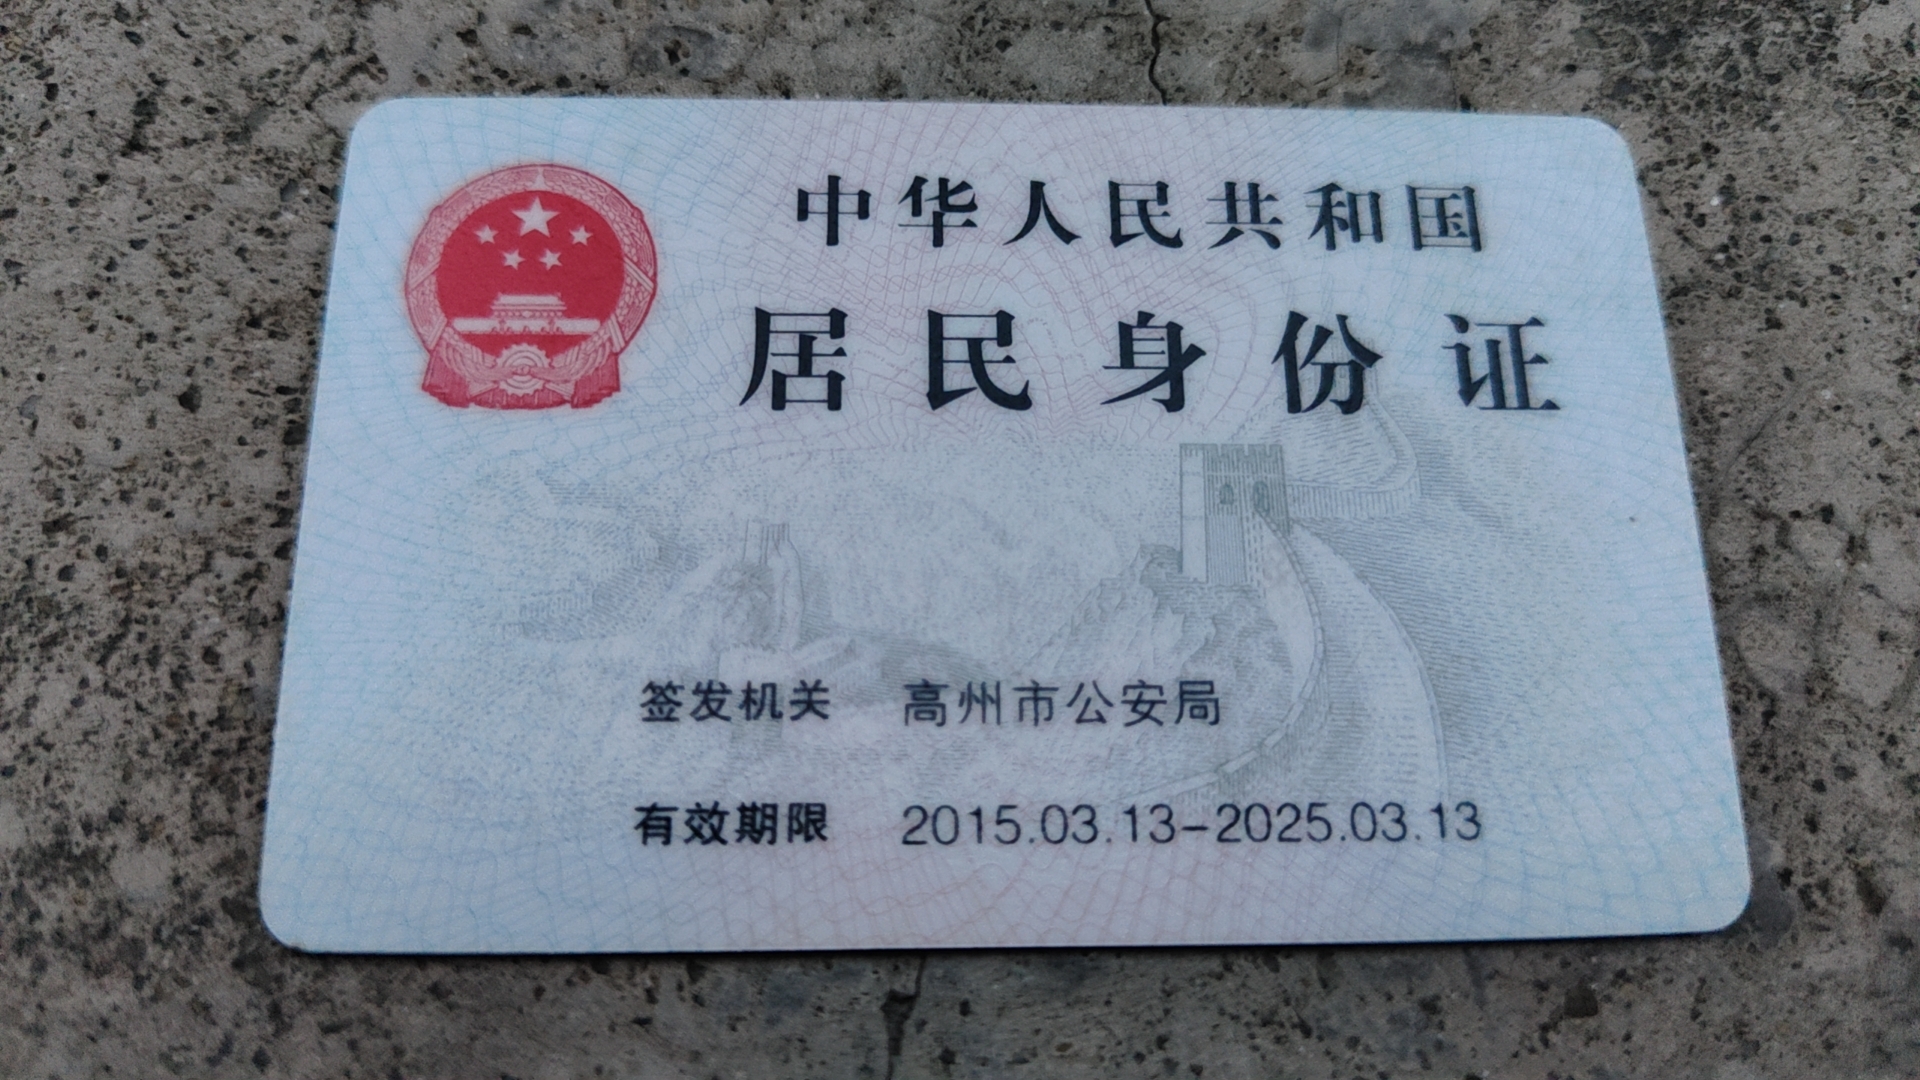 中华人民共和国
居民身份证
签发机关 高州市公安局
有效期限 2015.03.13-2025.03.13